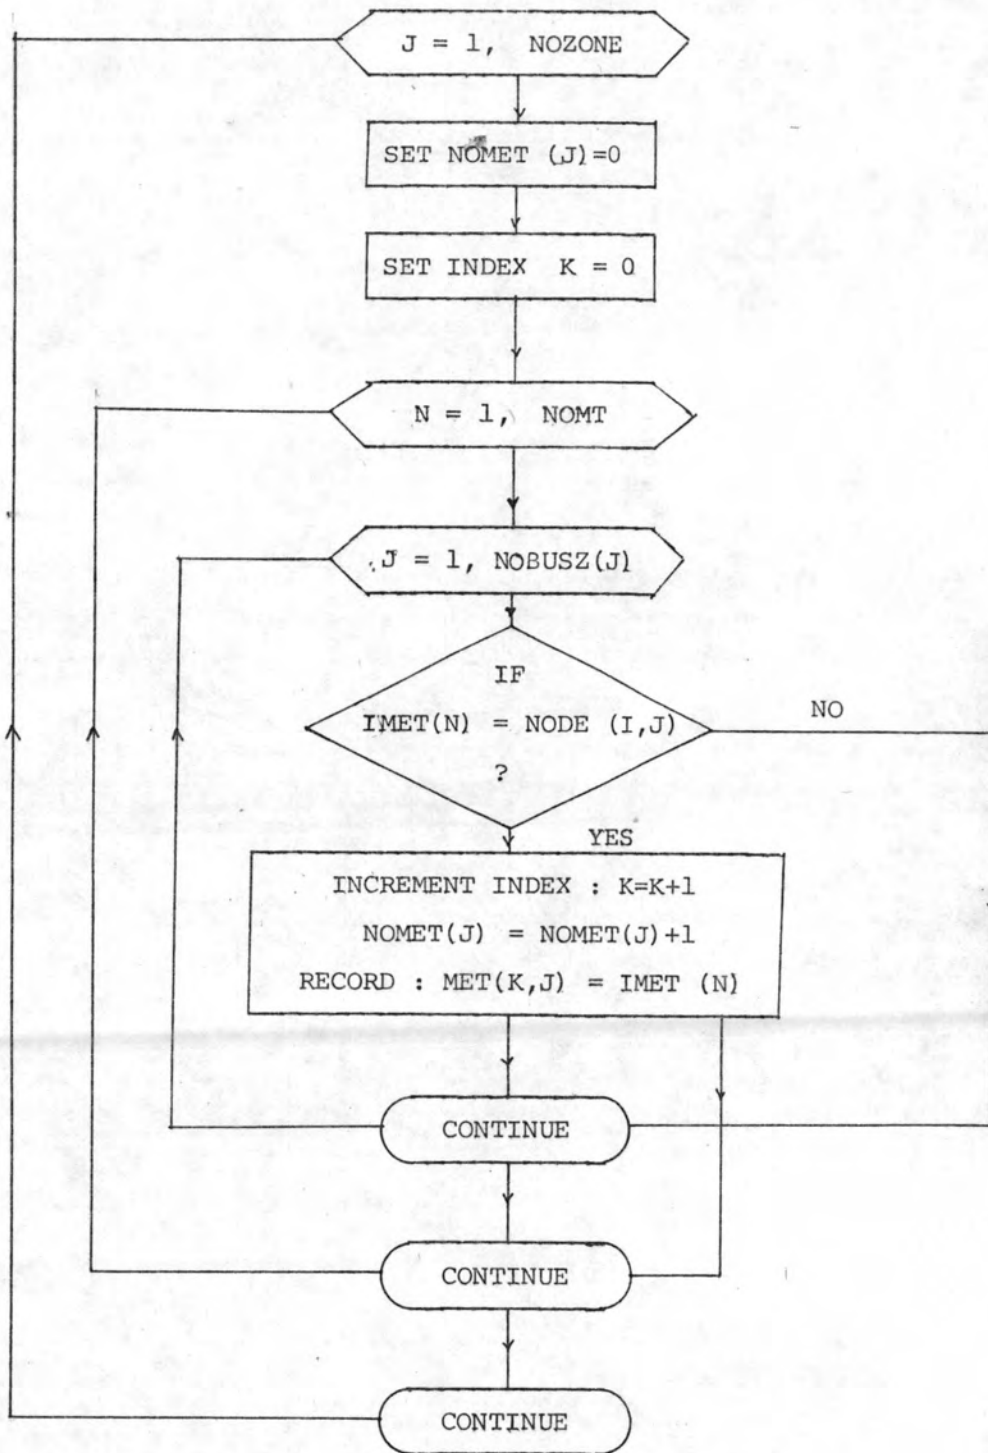 J = 1, NOZONE
SET NOMET (J)=0
SET INDEX K = 0
N = 1, NOMT
J = 1, NOBUSZ(J)
IF
IMET(N) = NODE (I,J)
?
NO
YES
INCREMENT INDEX : K=K+1
NOMET(J) = NOMET(J)+1
RECORD : MET(K,J) = IMET (N)
CONTINUE
CONTINUE
CONTINUE